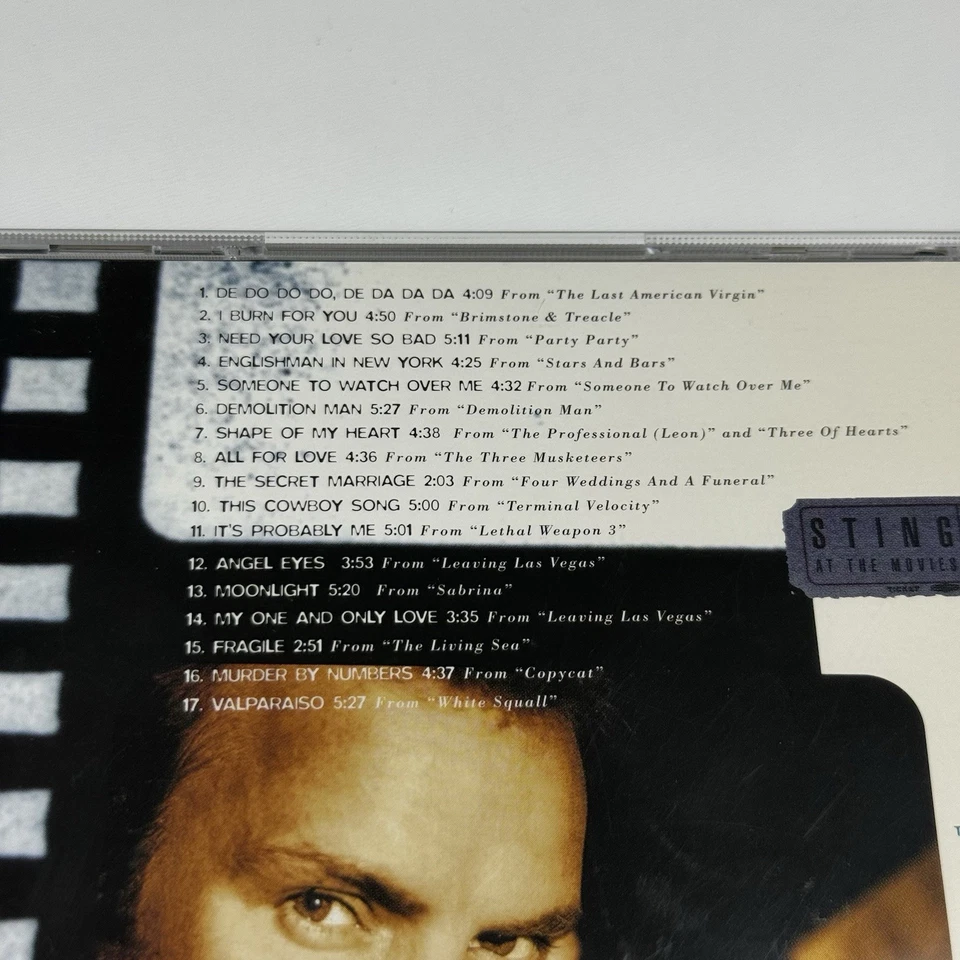 1. DE DO DO DO, DE DA DA DA 4:09 From "The Last American Virgin"
2. I BURN FOR YOU 4:50 From "Brimstone & Treacle"
3. NEED YOUR LOVE SO BAD 5:11 From "Party Party"
4. ENGLISHMAN IN NEW YORK 4:25 From "Stars And Bars"
5. SOMEONE TO WATCH OVER ME 4:32 From "Someone To Watch Over Me"
6. DEMOLITION MAN 5:27 From "Demolition Man"
7. SHAPE OF MY HEART 4:38 From "The Professional (Leon)" and "Three Of Hearts"
8. ALL FOR LOVE 4:36 From "The Three Musketeers"
9. THE SECRET MARRIAGE 2:03 From "Four Weddings And A Funeral"
10. THIS COWBOY SONG 5:00 From "Terminal Velocity"
11. IT'S PROBABLY ME 5:01 From "Lethal Weapon 3"
12. ANGEL EYES 3:53 From "Leaving Las Vegas"
13. MOONLIGHT 5:20 From "Sabrina"
14. MY ONE AND ONLY LOVE 3:35 From "Leaving Las Vegas"
15. FRAGILE 2:51 From "The Living Sea"
16. MURDER BY NUMBERS 4:37 From "Copycat"
17. VALPARAISO 5:27 From "White Squall"
STING
AT THE MOVIES
TICKET